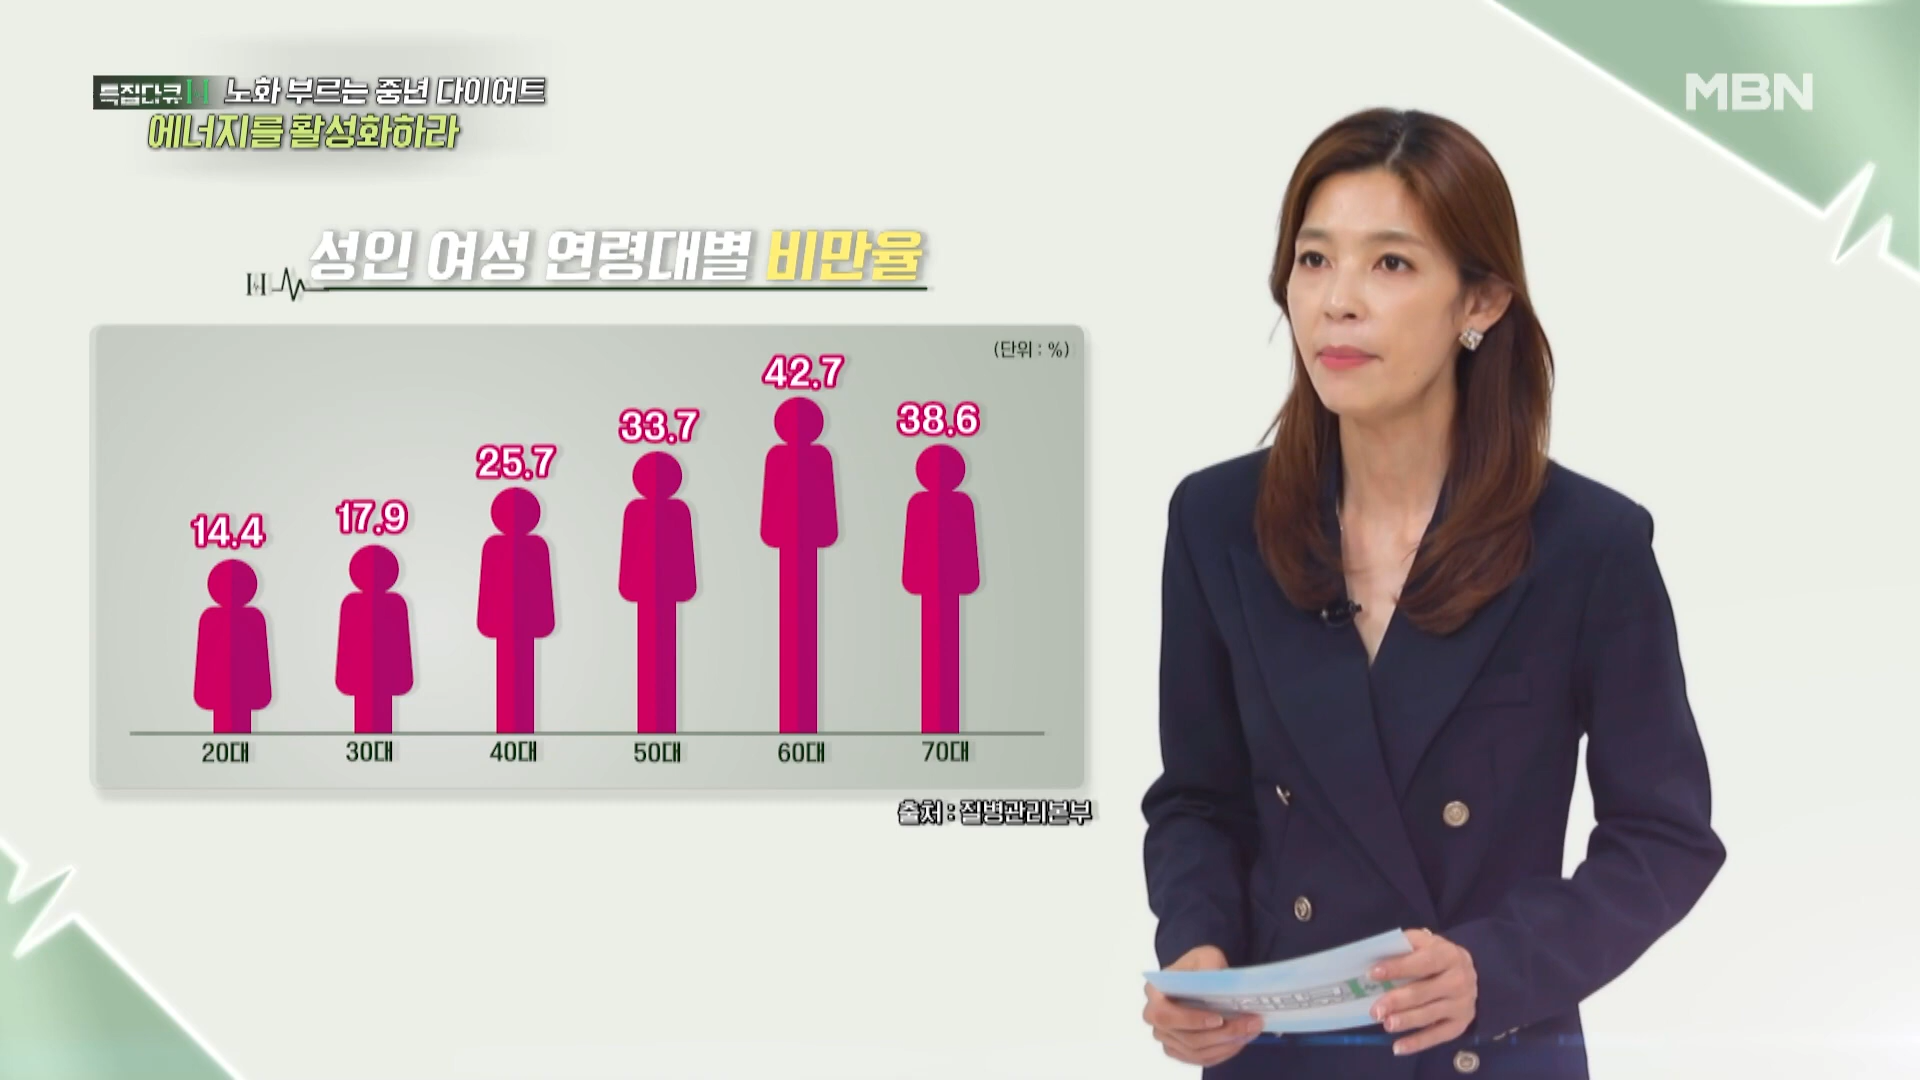 특집다큐H 노화 부르는 중년 다이어트
에너지를 활성화하라
MBN
성인 여성 연령대별 비만율
H
(단위 : %)
14.4
17.9
25.7
33.7
42.7
38.6
20대
30대
40대
50대
60대
70대
출처 : 질병관리본부